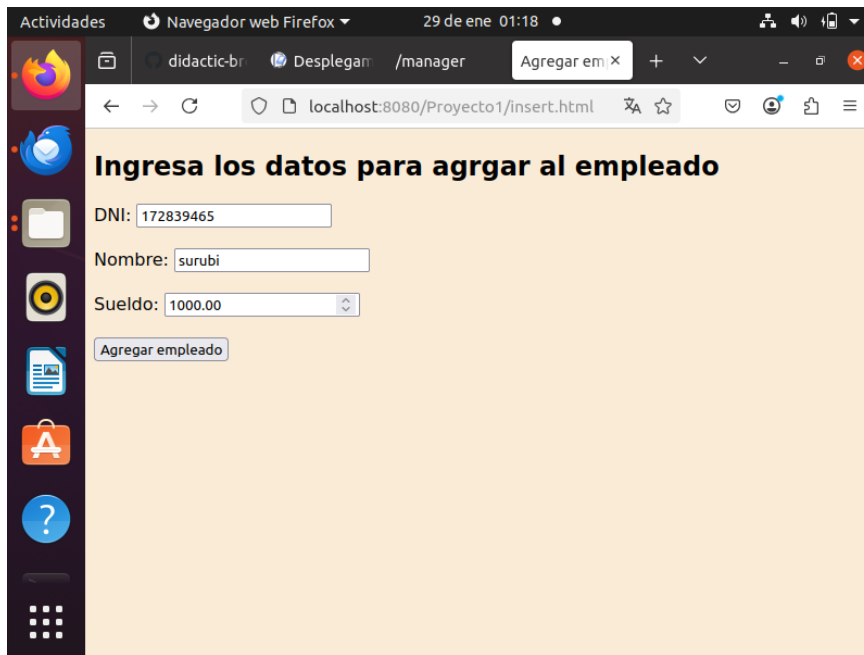 Actividades Navegador web Firefox 29 de ene 01:18
didactic-br Desplegam /manager Agregar em
localhost:8080/Proyecto1/insert.html
Ingresa los datos para agrgar al empleado
DNI: 172839465
Nombre: surubi
Sueldo: 1000.00
Agregar empleado